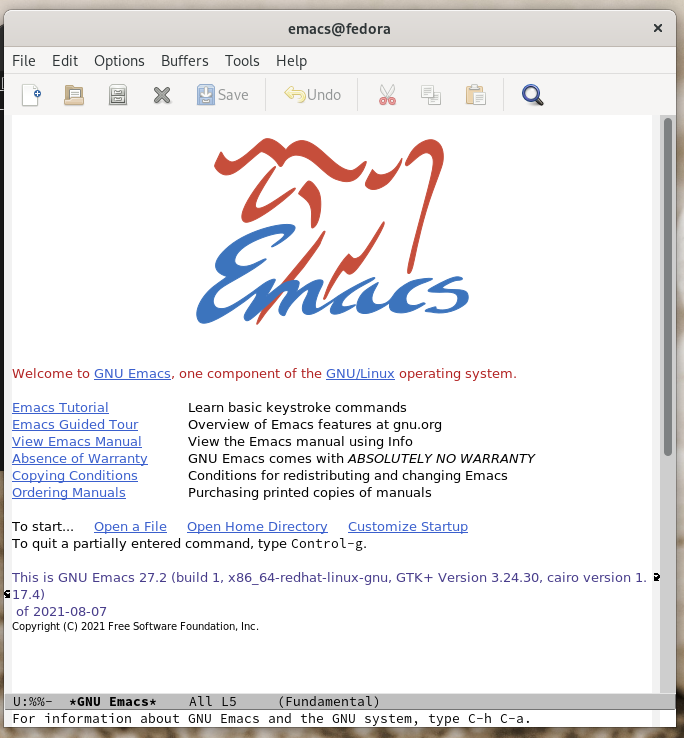 emacs@fedora
File Edit Options Buffers Tools Help
Save Undo
Emacs
Welcome to GNU Emacs, one component of the GNU/Linux operating system.
Emacs Tutorial Learn basic keystroke commands
Emacs Guided Tour Overview of Emacs features at gnu.org
View Emacs Manual View the Emacs manual using Info
Absence of Warranty GNU Emacs comes with ABSOLUTELY NO WARRANTY
Copying Conditions Conditions for redistributing and changing Emacs
Ordering Manuals Purchasing printed copies of manuals
To start... Open a File Open Home Directory Customize Startup
To quit a partially entered command, type Control-g.
This is GNU Emacs 27.2 (build 1, x86_64-redhat-linux-gnu, GTK+ Version 3.24.30, cairo version 1.
17.4)
of 2021-08-07
Copyright (C) 2021 Free Software Foundation, Inc.
U:%%- *GNU Emacs* All L5 (Fundamental)
For information about GNU Emacs and the GNU system, type C-h C-a.